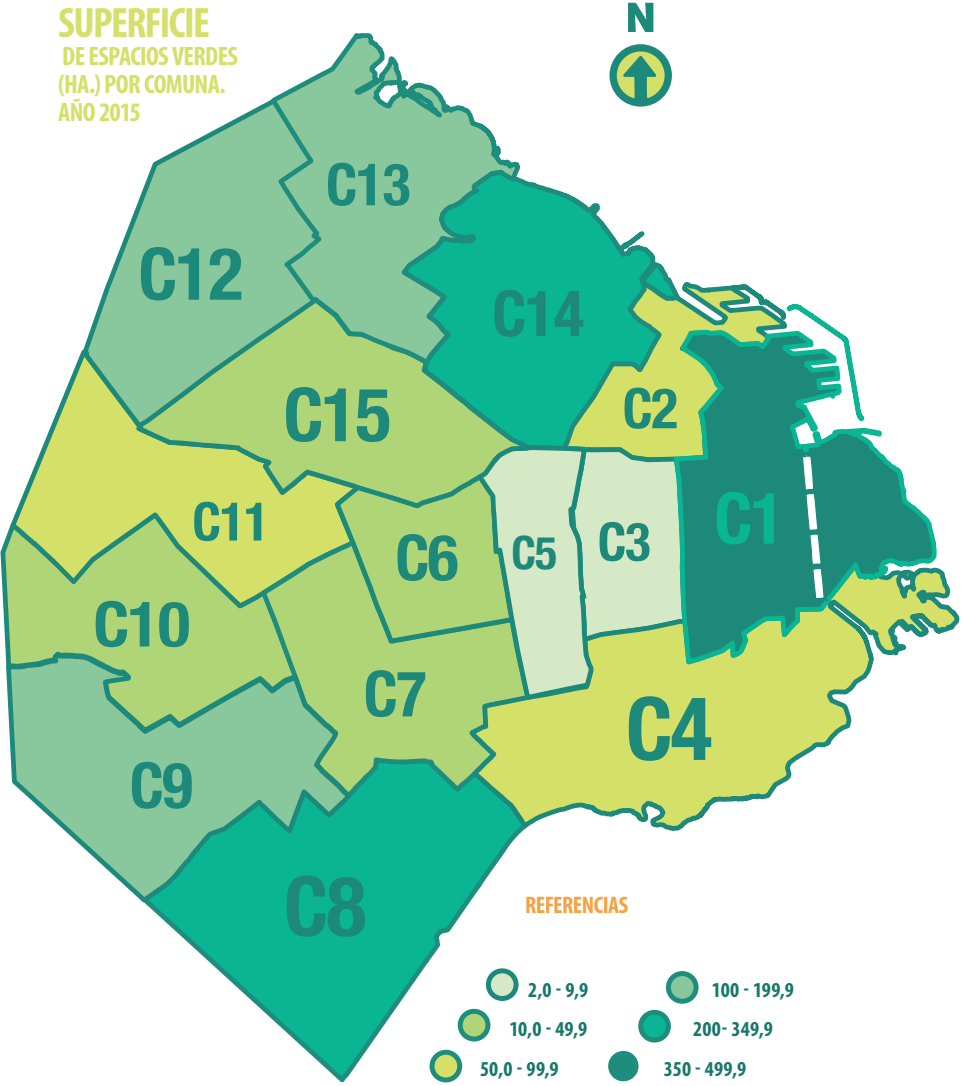 SUPERFICIE
DE ESPACIOS VERDES
(HA.) POR COMUNA.
AÑO 2015
N
C13
C12
C14
C15
C2
C11
C1
C6
C5
C3
C10
C7
C4
C9
C8
REFERENCIAS
2,0 - 9,9
100 - 199,9
10,0 - 49,9
200- 349,9
50,0 - 99,9
350 - 499,9